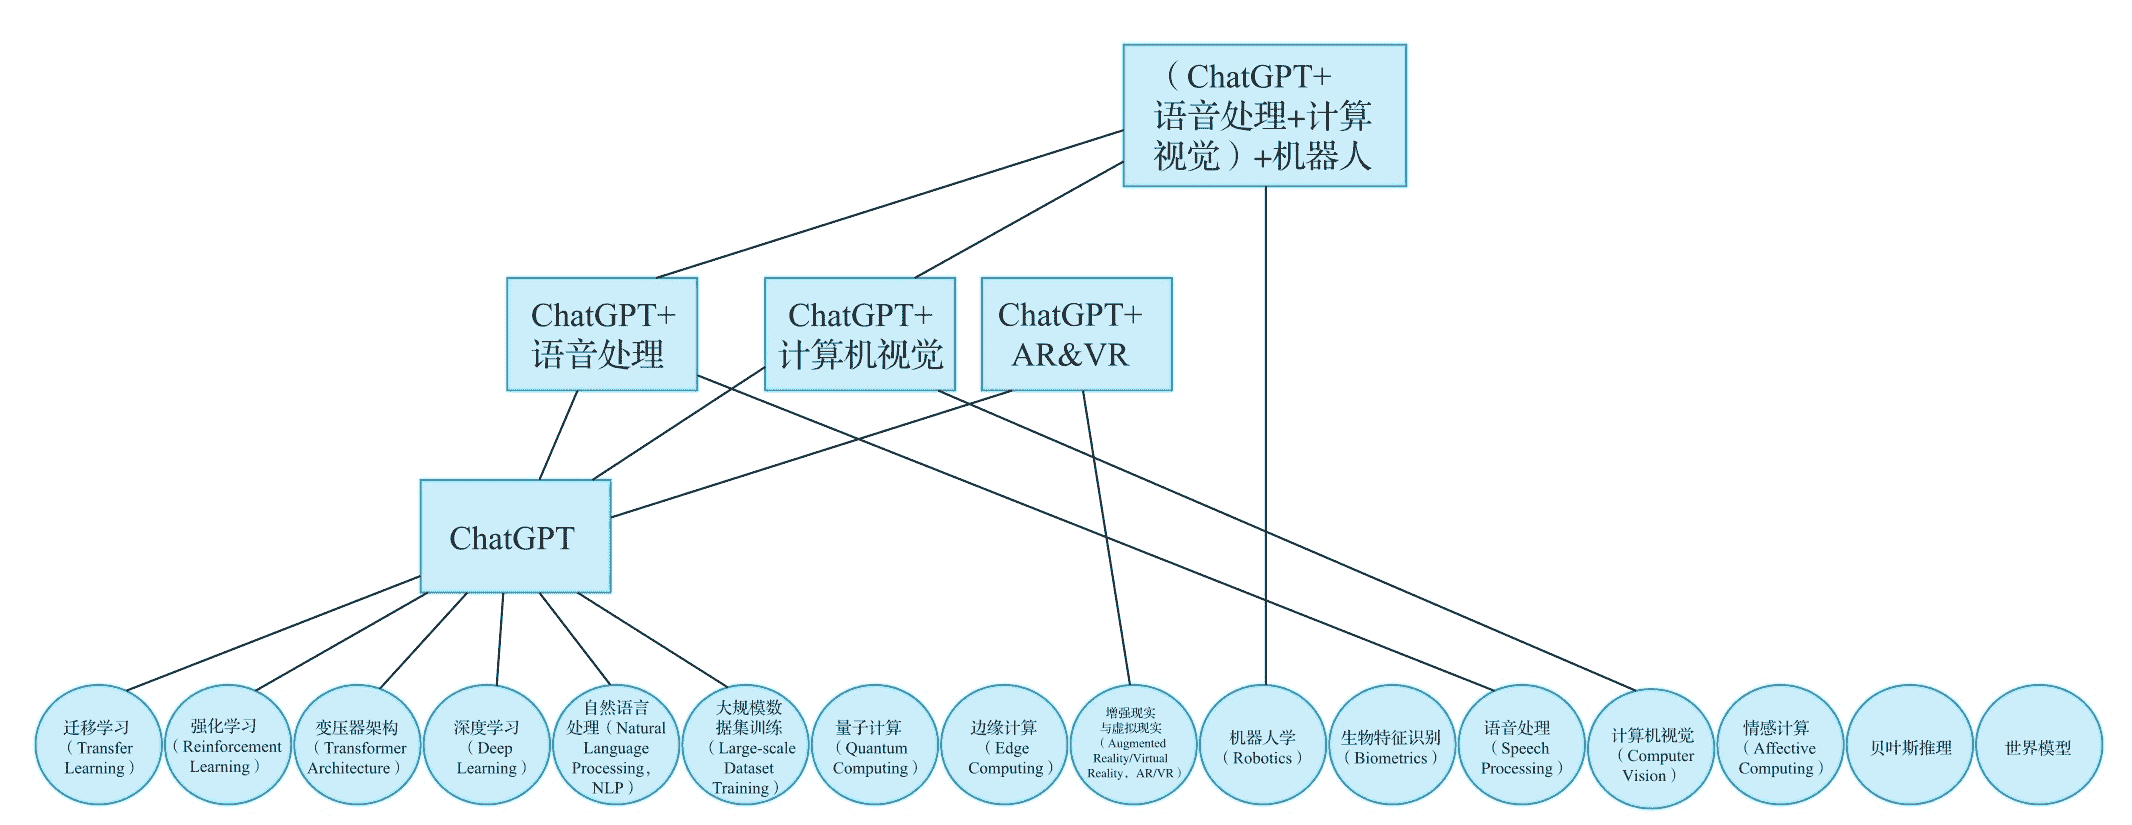 （ChatGPT+
语音处理+计算
视觉）+机器人
ChatGPT+
语音处理
ChatGPT+
计算机视觉
ChatGPT+
AR&VR
ChatGPT
迁移学习
（Transfer
Learning）
强化学习
（Reinforcement
Learning）
变压器架构
（Transformer
Architecture）
深度学习
（Deep
Learning）
自然语言
处理（Natural
Language
Processing，
NLP）
大规模数
据集训练
（Large-scale
Dataset
Training）
量子计算
（Quantum
Computing）
边缘计算
（Edge
Computing）
增强现实
与虚拟现实
（Augmented
Reality/Virtual
Reality，AR/VR）
机器人学
（Robotics）
生物特征识别
（Biometrics）
语音处理
（Speech
Processing）
计算机视觉
（Computer
Vision）
情感计算
（Affective
Computing）
贝叶斯推理
世界模型